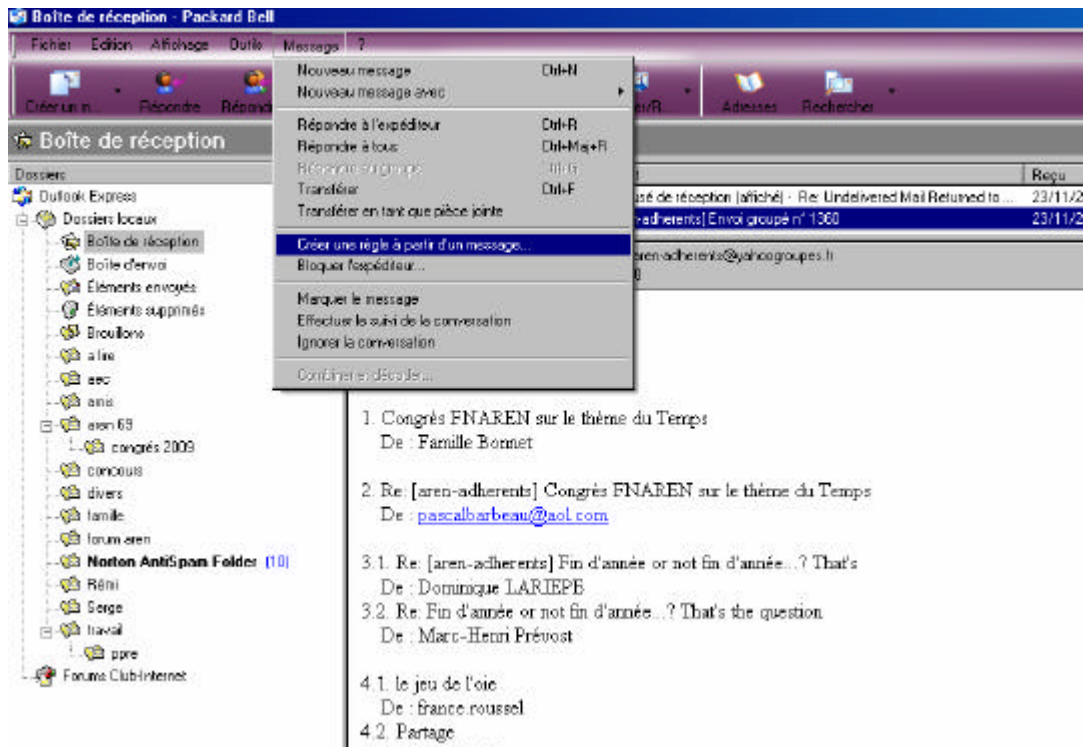 Boîte de réception - Packard Bell
Fichier Edition Affichage Outils Message ?
Créer un m... Répondre Adresses Rechercher
Boîte de réception
Dossiers
Outlook Express
Dossiers locaux
Boîte de réception
Boîte d'envoi
Éléments envoyés
Éléments supprimés
Brouillons
a lire
aec
amis
aren 69
congrés 2009
concours
divers
famille
forum aren
Norton AntiSpam Folder (10)
Rémi
Serge
travail
ppre
Forums Club-Internet
Nouveau message Ctrl+N
Nouveau message avec
Répondre à l'expéditeur Ctrl+R
Répondre à tous Ctrl+Maj+R
Répondre au groupe Ctrl+G
Transférer Ctrl+F
Transférer en tant que pièce jointe
Créer une règle à partir d'un message...
Bloquer l'expéditeur...
Marquer le message
Effectuer le suivi de la conversation
Ignorer la conversation
Combiner et décoder...
Reçu
usé de réception (affiché) - Re: Undelivered Mail Returned to ... 23/11/2
-adherents] Envoi groupé n° 1360 23/11/2
aren-adherents@yahoogroupes.fr
1. Congrès FNAREN sur le thème du Temps
De : Famille Bonnet
2. Re: [aren-adherents] Congrès FNAREN sur le thème du Temps
De : pascalbarbeau@aol.com
3.1. Re: [aren-adherents] Fin d'année or not fin d'année...? That's
De : Dominique LARIEPE
3.2. Re: Fin d'année or not fin d'année...? That's the question
De : Marc-Henri Prévost
4.1. le jeu de l'oie
De : france.roussel
4.2. Partage